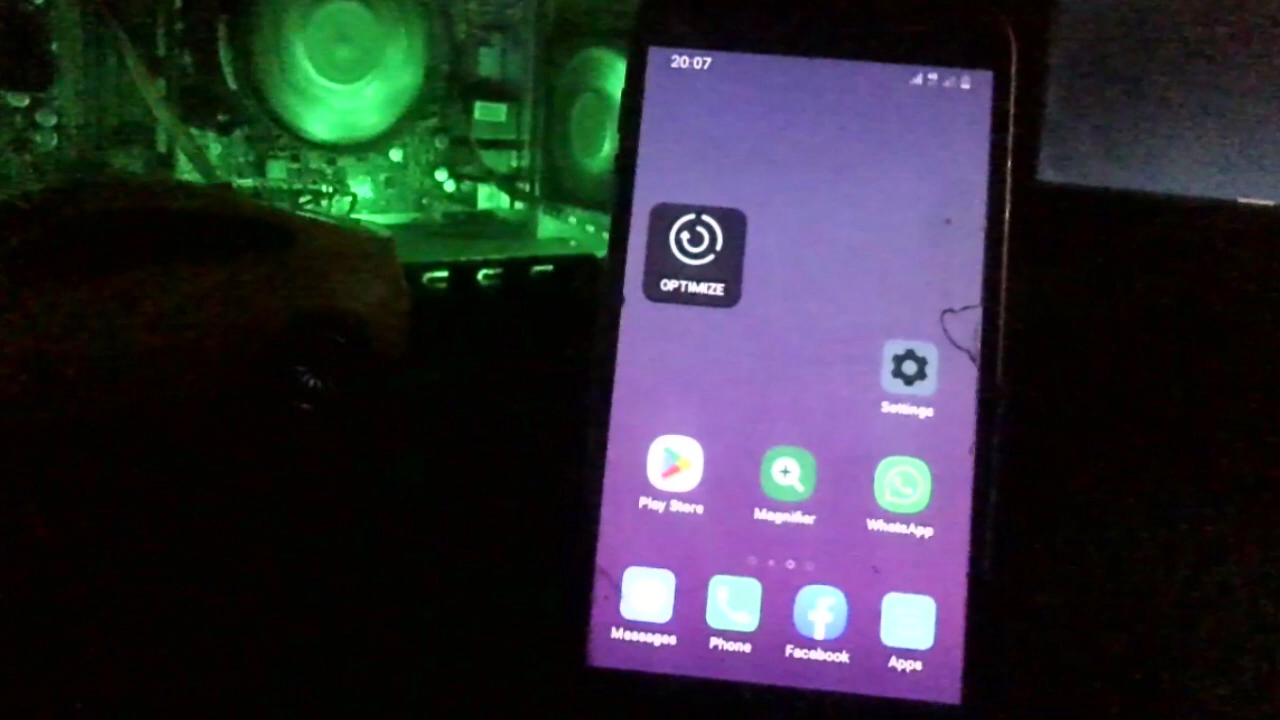 20:07
OPTIMIZE
Settings
Play Store
Magnifier
WhatsApp
Messages
Phone
Facebook
Apps